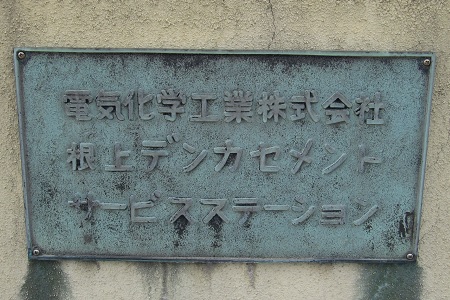 電気化学工業株式会社
根上デンカセメント
サービスステーション